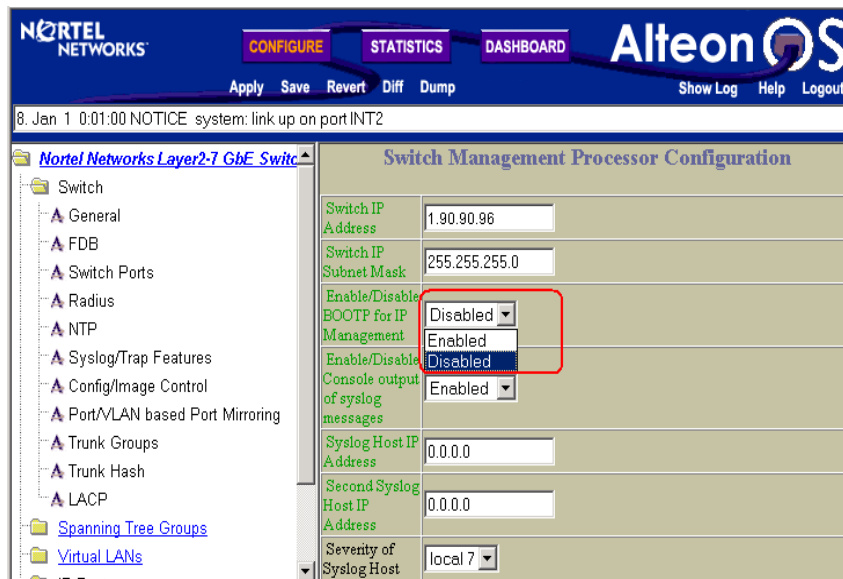 NORTEL
NETWORKS
CONFIGURE
STATISTICS
DASHBOARD
Alteon OS
Apply Save Revert Diff Dump
Show Log Help Logout
8. Jan 1 0:01:00 NOTICE system: link up on port INT2
Nortel Networks Layer2-7 GbE Switc
Switch
General
FDB
Switch Ports
Radius
NTP
Syslog/Trap Features
Config/Image Control
Port/VLAN based Port Mirroring
Trunk Groups
Trunk Hash
LACP
Spanning Tree Groups
Virtual LANs
Switch Management Processor Configuration
Switch IP
Address
1.90.90.96
Switch IP
Subnet Mask
255.255.255.0
Enable/Disable
BOOTP for IP
Management
Disabled
Enabled
Disabled
Enable/Disable
Console output
of syslog
messages
Enabled
Syslog Host IP
Address
0.0.0.0
Second Syslog
Host IP
Address
0.0.0.0
Severity of
Syslog Host
local 7